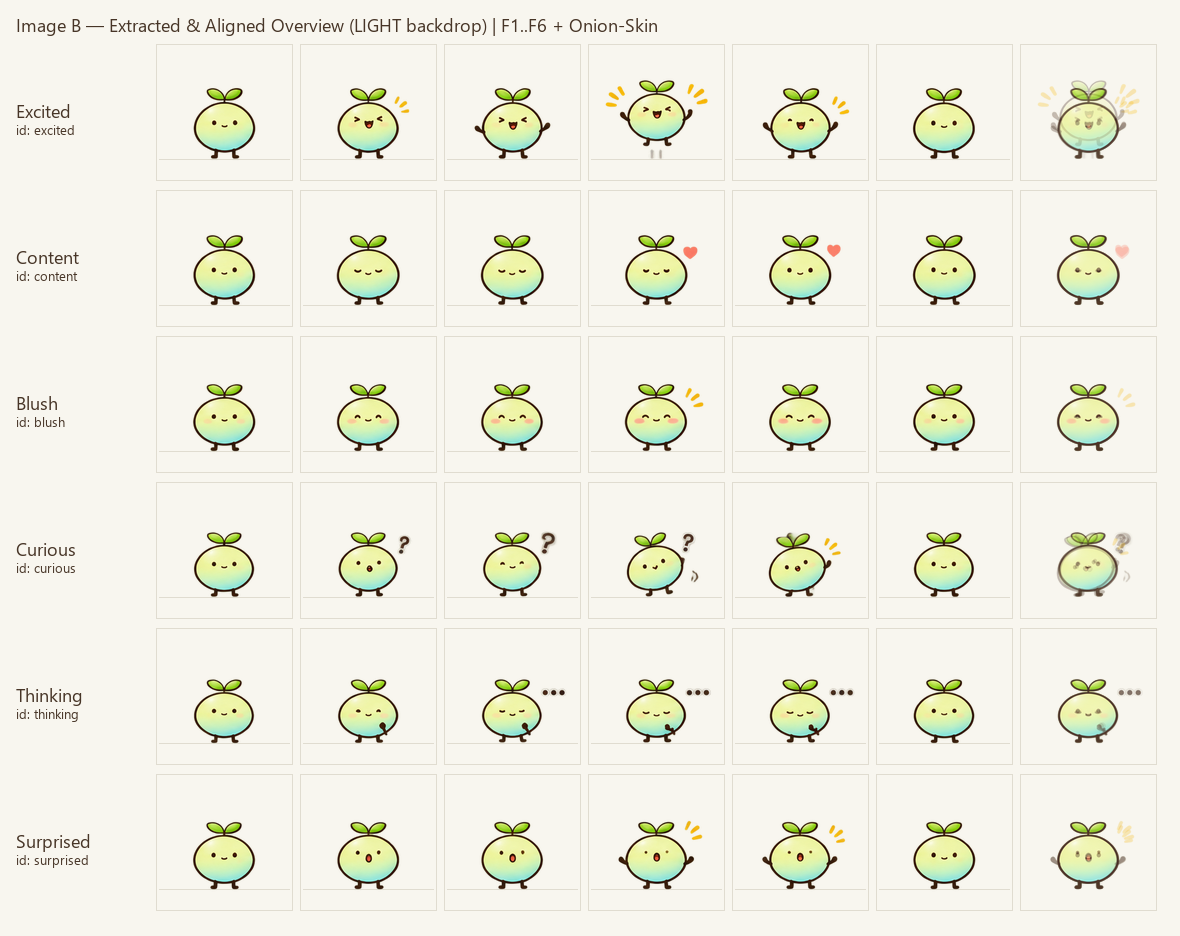 Image B — Extracted & Aligned Overview (LIGHT backdrop) | F1..F6 + Onion-Skin
Excited
id: excited
Content
id: content
Blush
id: blush
Curious
id: curious
?
?
?
Thinking
id: thinking
•••
•••
•••
Surprised
id: surprised